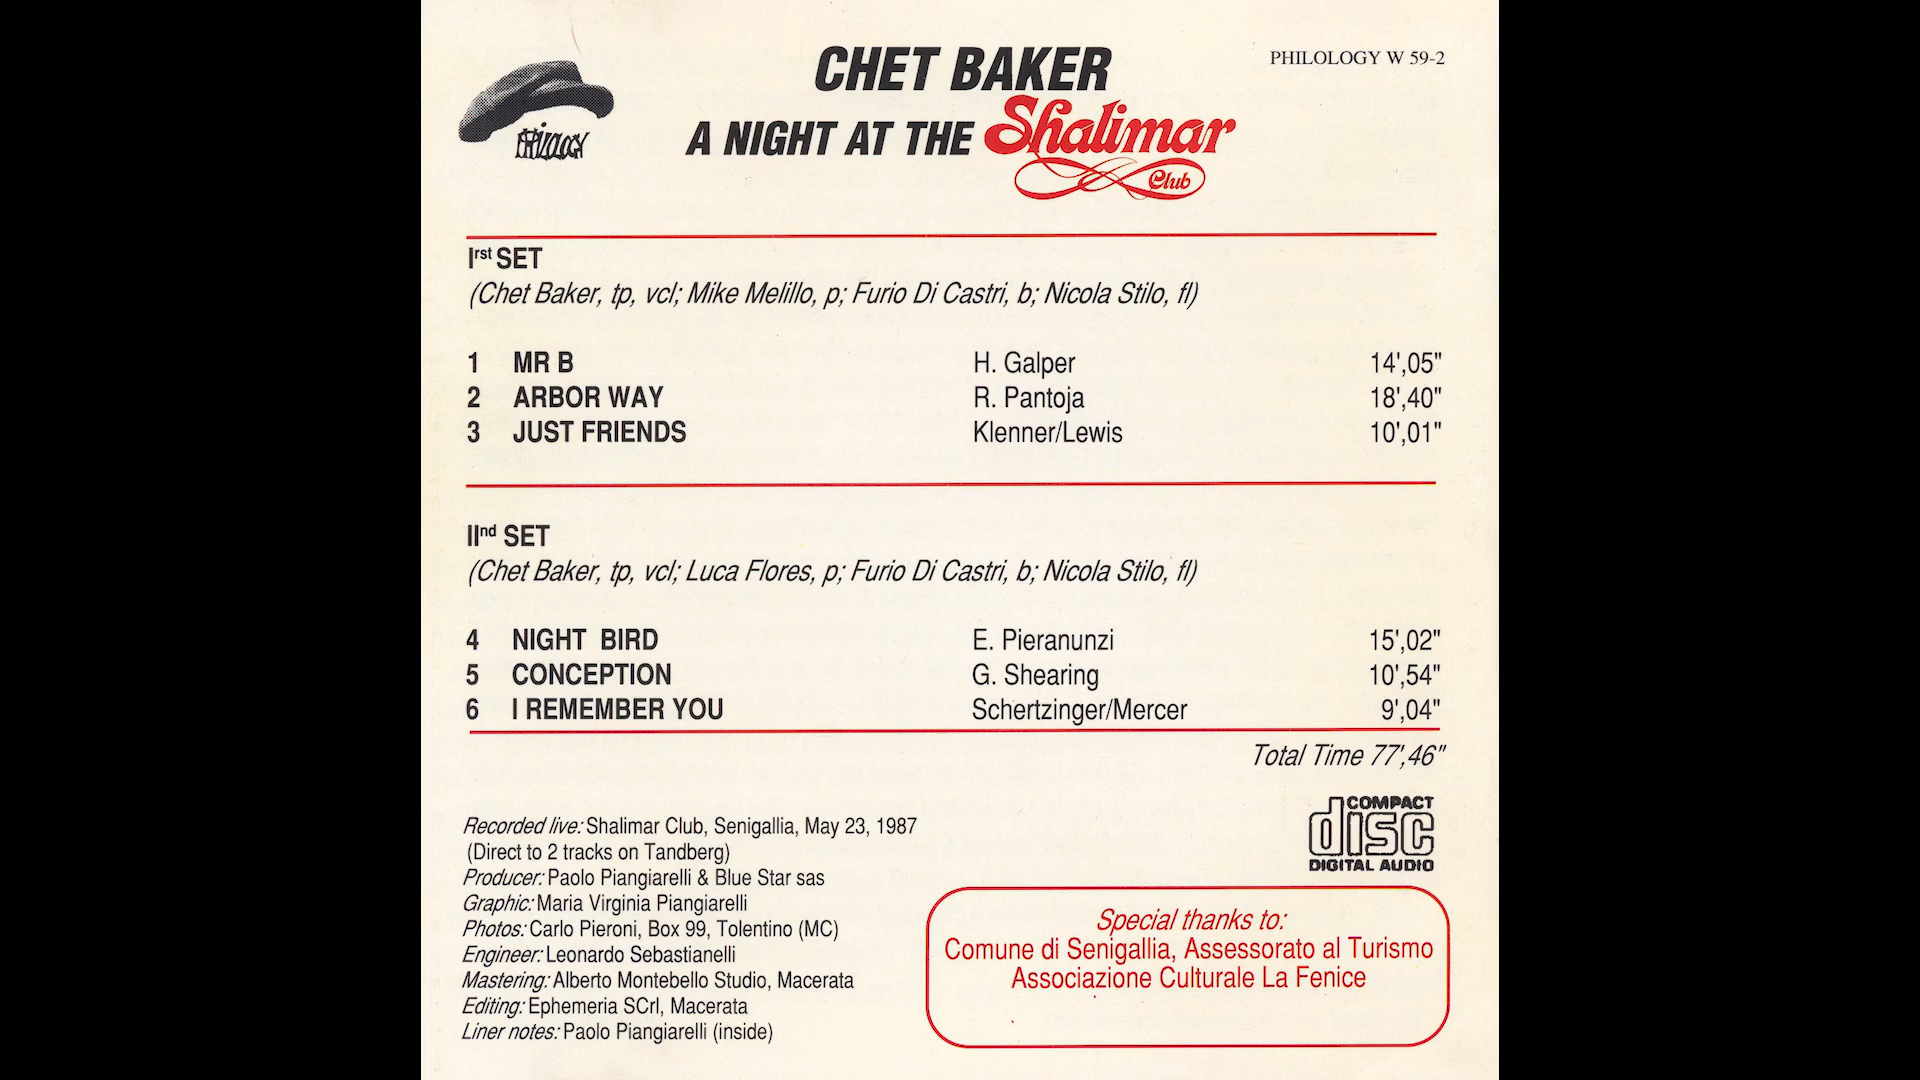 CHET BAKER
PHILOLOGY W 59-2
A NIGHT AT THE Shalimar
Club
PHILOLOGY
Irst SET
(Chet Baker, tp, vcl; Mike Melillo, p; Furio Di Castri, b; Nicola Stilo, fl)
1 MR B H. Galper 14',05"
2 ARBOR WAY R. Pantoja 18',40"
3 JUST FRIENDS Klenner/Lewis 10',01"
IInd SET
(Chet Baker, tp, vcl; Luca Flores, p; Furio Di Castri, b; Nicola Stilo, fl)
4 NIGHT BIRD E. Pieranunzi 15',02"
5 CONCEPTION G. Shearing 10',54"
6 I REMEMBER YOU Schertzinger/Mercer 9',04"
Total Time 77',46"
COMPACT
disc
DIGITAL AUDIO
Recorded live: Shalimar Club, Senigallia, May 23, 1987
(Direct to 2 tracks on Tandberg)
Producer: Paolo Piangiarelli & Blue Star sas
Graphic: Maria Virginia Piangiarelli
Photos: Carlo Pieroni, Box 99, Tolentino (MC)
Engineer: Leonardo Sebastianelli
Mastering: Alberto Montebello Studio, Macerata
Editing: Ephemeria SCrl, Macerata
Liner notes: Paolo Piangiarelli (inside)
Special thanks to:
Comune di Senigallia, Assessorato al Turismo
Associazione Culturale La Fenice